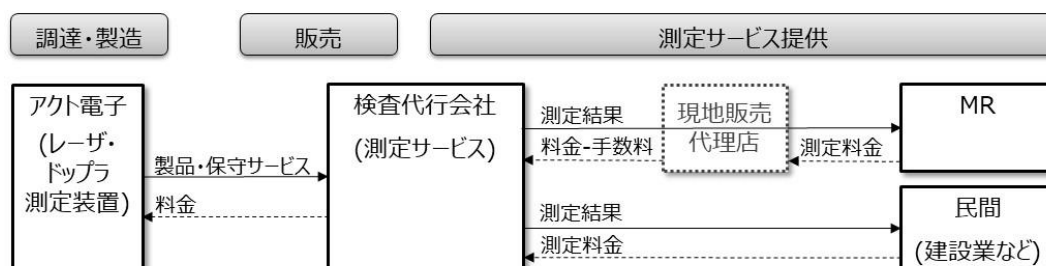 調達・製造
販売
測定サービス提供
アクト電子
(レーザ・
ドップラ
測定装置)
製品・保守サービス
料金
検査代行会社
(測定サービス)
測定結果
料金-手数料
現地販売
代理店
測定料金
MR
測定結果
測定料金
民間
(建設業など)